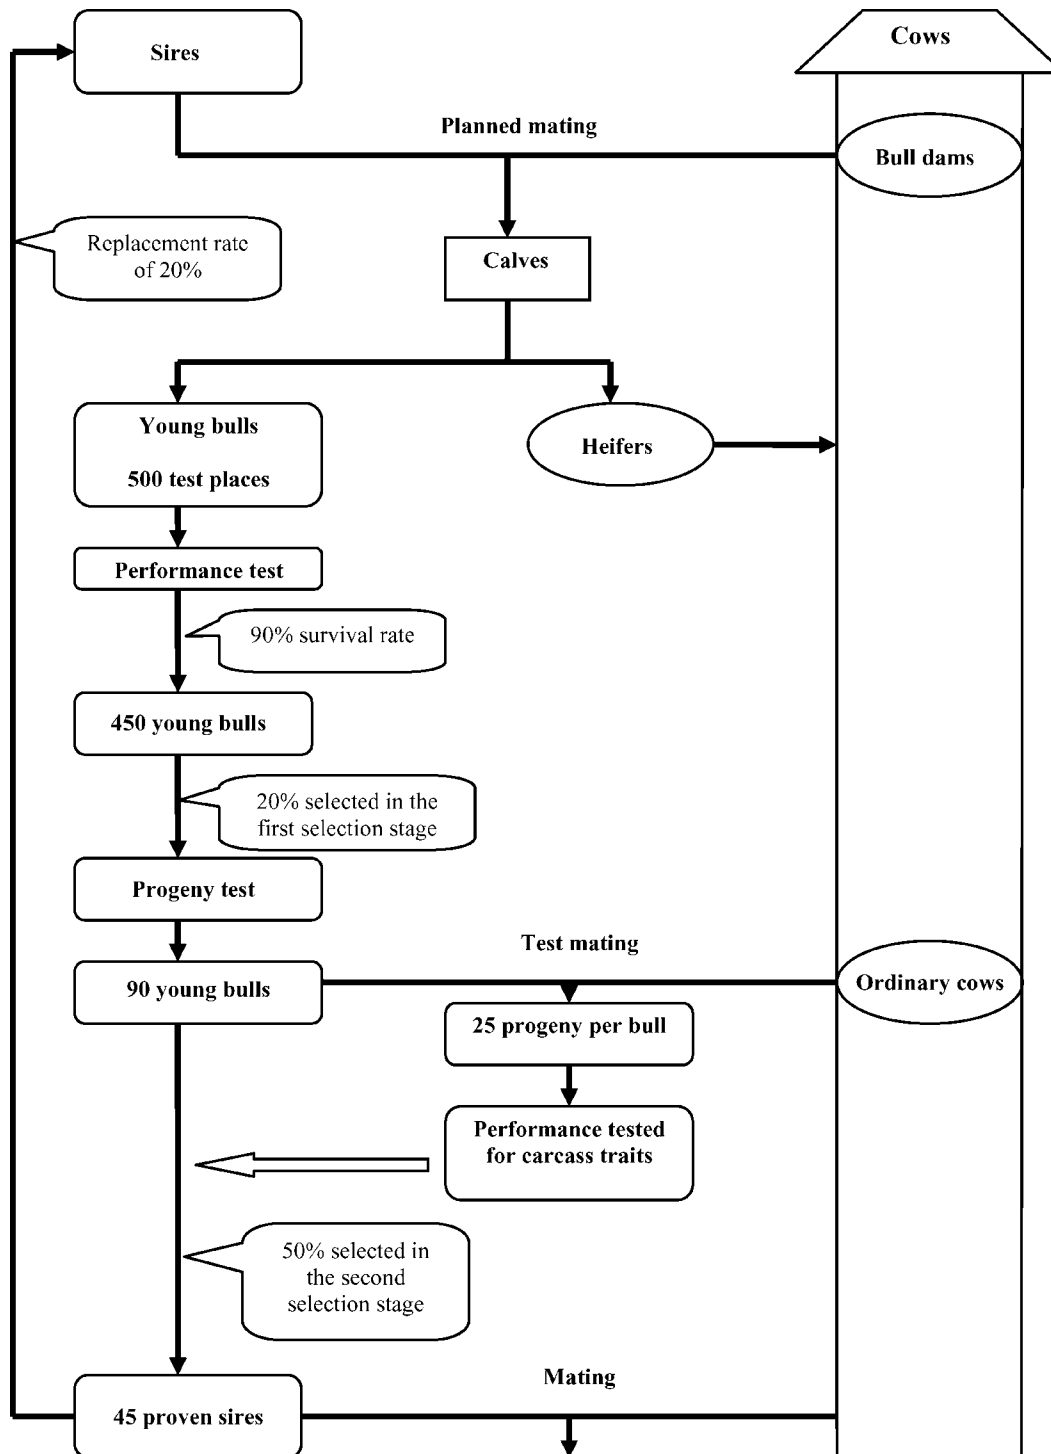 Sires
Cows
Planned mating
Bull dams
Replacement rate
of 20%
Calves
Young bulls
500 test places
Heifers
Performance test
90% survival rate
450 young bulls
20% selected in the
first selection stage
Progeny test
Test mating
90 young bulls
Ordinary cows
25 progeny per bull
Performance tested
for carcass traits
50% selected in
the second
selection stage
Mating
45 proven sires